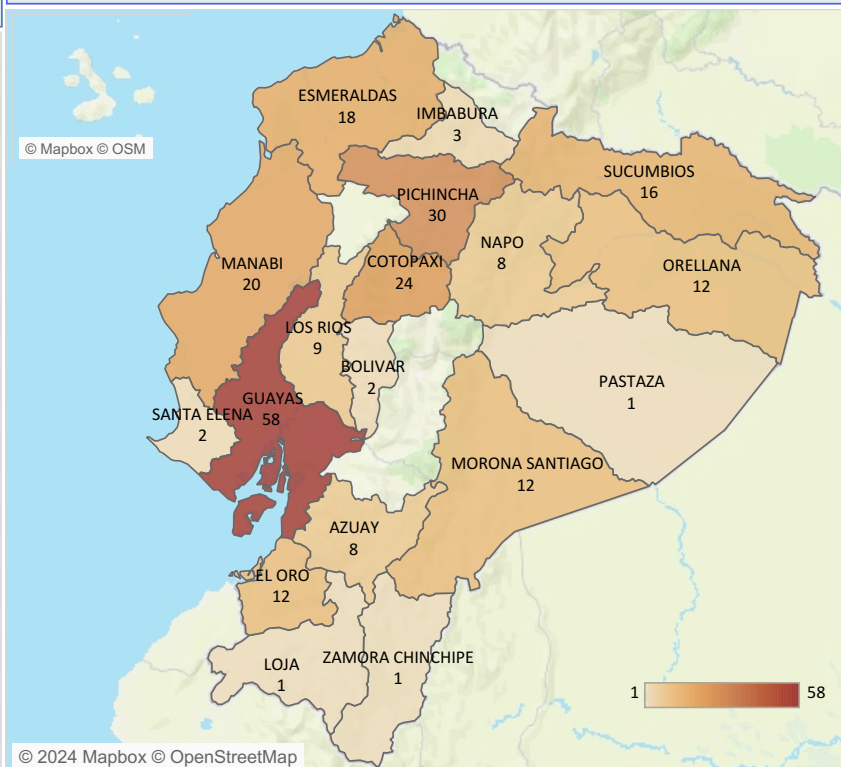 ESMERALDAS
18
IMBABURA
3
© Mapbox © OSM
SUCUMBIOS
16
PICHINCHA
30
NAPO
8
MANABI
20
COTOPAXI
24
ORELLANA
12
LOS RIOS
9
BOLIVAR
2
PASTAZA
1
GUAYAS
58
SANTA ELENA
2
MORONA SANTIAGO
12
AZUAY
8
EL ORO
12
LOJA
1
ZAMORA CHINCHIPE
1
1 58
© 2024 Mapbox © OpenStreetMap